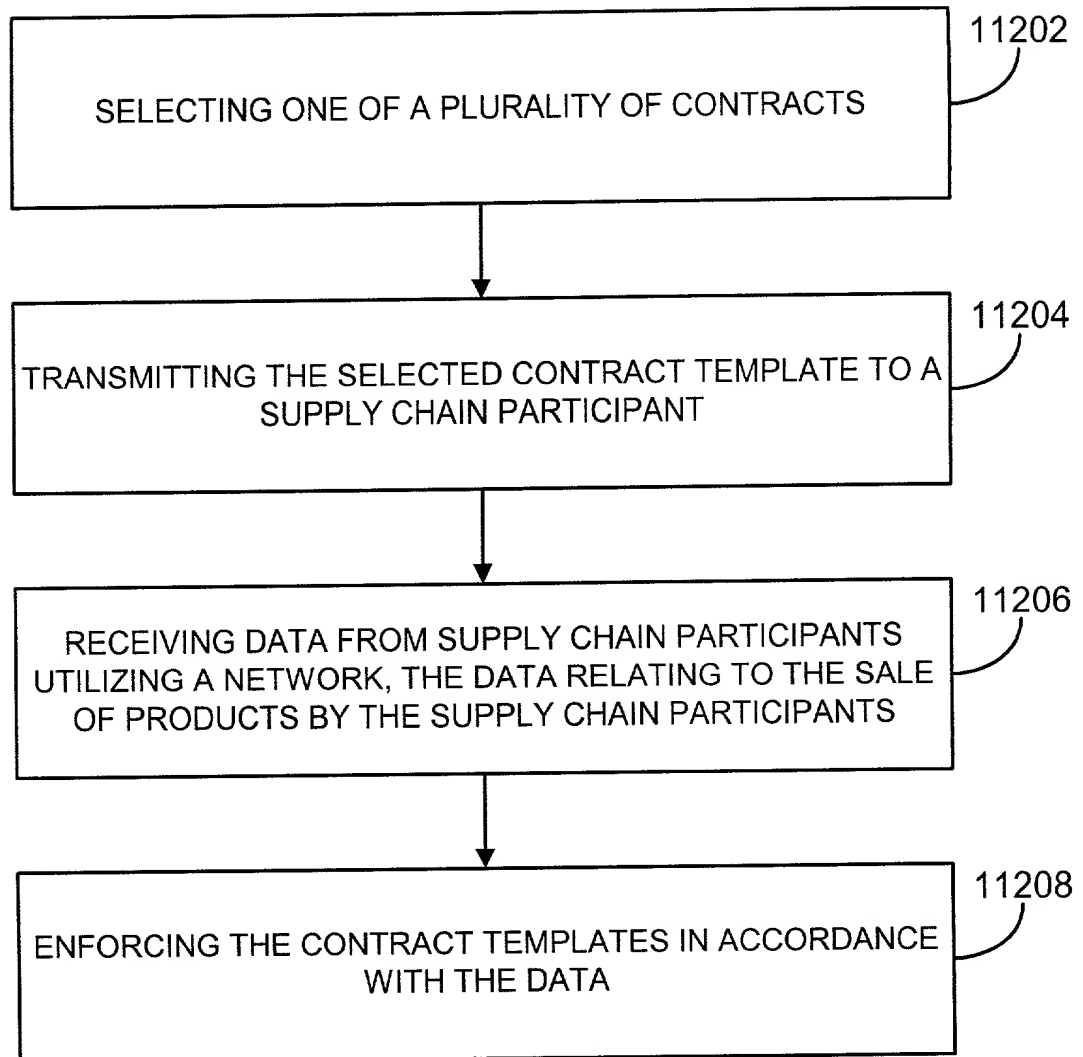 11202
SELECTING ONE OF A PLURALITY OF CONTRACTS
11204
TRANSMITTING THE SELECTED CONTRACT TEMPLATE TO A
SUPPLY CHAIN PARTICIPANT
11206
RECEIVING DATA FROM SUPPLY CHAIN PARTICIPANTS
UTILIZING A NETWORK, THE DATA RELATING TO THE SALE
OF PRODUCTS BY THE SUPPLY CHAIN PARTICIPANTS
11208
ENFORCING THE CONTRACT TEMPLATES IN ACCORDANCE
WITH THE DATA